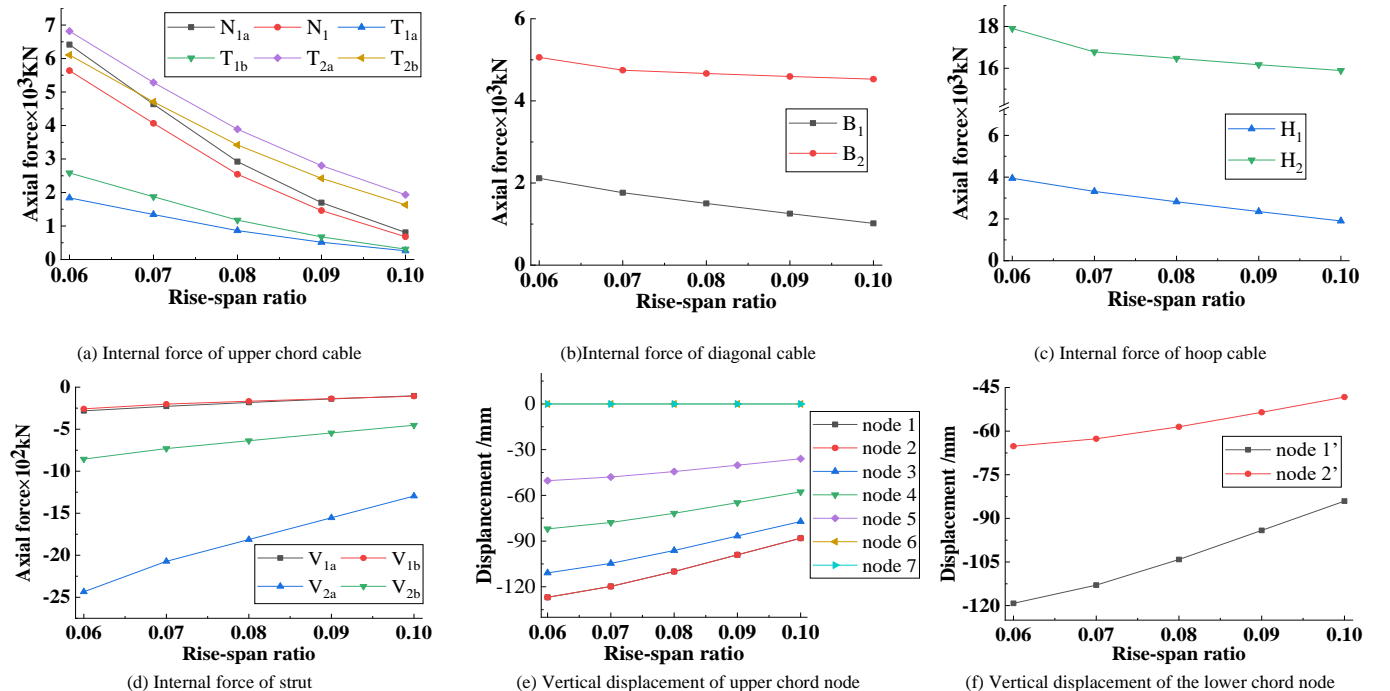 7
6
5
4
3
2
1
0
Axial force×10³KN
N1a N1 T1a
T1b T2a T2b
0.06 0.07 0.08 0.09 0.10
Rise-span ratio
(a) Internal force of upper chord cable
6
4
2
0
Axial force×10³kN
B1
B2
0.06 0.07 0.08 0.09 0.10
Rise-span ratio
(b)Internal force of diagonal cable
18
16
6
4
2
0
Axial force×10³kN
H1
H2
0.06 0.07 0.08 0.09 0.10
Rise-span ratio
(c) Internal force of hoop cable
0
-5
-10
-15
-20
-25
Axial force×10²kN
V1a V1b
V2a V2b
0.06 0.07 0.08 0.09 0.10
Rise-span ratio
(d) Internal force of strut
0
-30
-60
-90
-120
Displancement /mm
node 1
node 2
node 3
node 4
node 5
node 6
node 7
0.06 0.07 0.08 0.09 0.10
Rise-span ratio
(e) Vertical displacement of upper chord node
-45
-60
-75
-90
-105
-120
Displacement /mm
node 1’
node 2’
0.06 0.07 0.08 0.09 0.10
Rise-span ratio
(f) Vertical displacement of the lower chord node